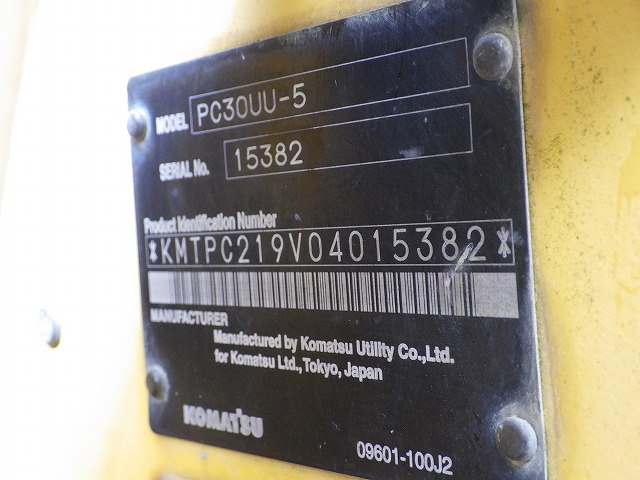 MODEL PC30UU-5
SERIAL No. 15382
Product Identification Number
*KMTPC219V04015382*
MANUFACTURER
Manufactured by Komatsu Utility Co.,Ltd.
for Komatsu Ltd.,Tokyo, Japan
KOMATSU
09601-100J2